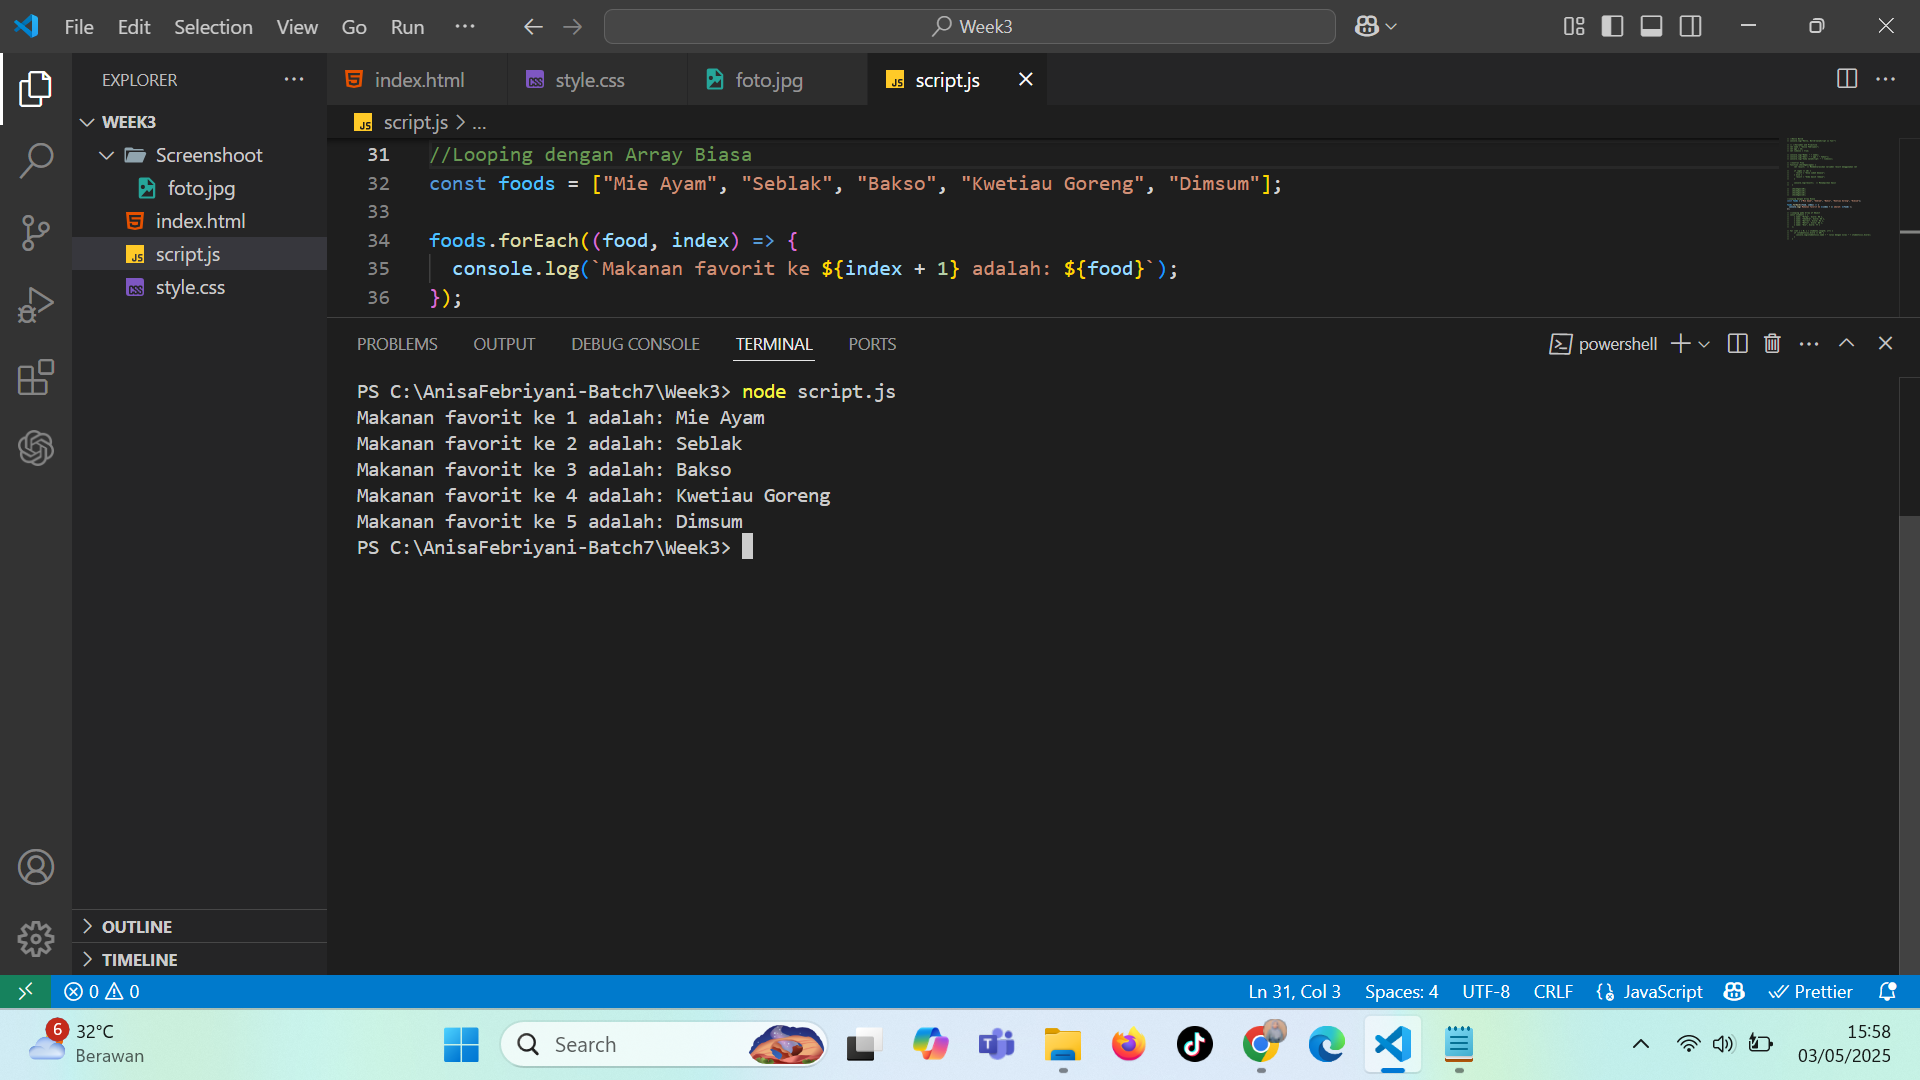 File Edit Selection View Go Run ···
Week3
EXPLORER ···
index.html
style.css
foto.jpg
script.js
WEEK3
Screenshoot
foto.jpg
index.html
script.js
style.css
script.js > ...
31 //Looping dengan Array Biasa
32 const foods = ["Mie Ayam", "Seblak", "Bakso", "Kwetiau Goreng", "Dimsum"];
33
34 foods.forEach((food, index) => {
35 console.log(`Makanan favorit ke ${index + 1} adalah: ${food}`);
36 });
PROBLEMS OUTPUT DEBUG CONSOLE TERMINAL PORTS
powershell
PS C:\AnisaFebriyani-Batch7\Week3> node script.js
Makanan favorit ke 1 adalah: Mie Ayam
Makanan favorit ke 2 adalah: Seblak
Makanan favorit ke 3 adalah: Bakso
Makanan favorit ke 4 adalah: Kwetiau Goreng
Makanan favorit ke 5 adalah: Dimsum
PS C:\AnisaFebriyani-Batch7\Week3>
OUTLINE
TIMELINE
0 0
Ln 31, Col 3 Spaces: 4 UTF-8 CRLF JavaScript Prettier
6
32°C
Berawan
Search
15:58
03/05/2025